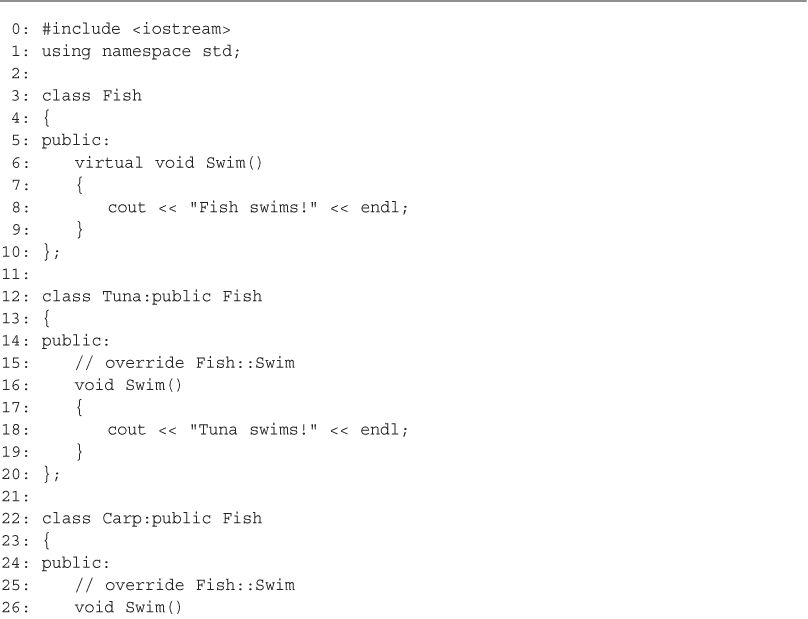 0: #include <iostream>
1: using namespace std;
2:
3: class Fish
4: {
5: public:
6:    virtual void Swim()
7:    {
8:       cout << "Fish swims!" << endl;
9:    }
10: };
11:
12: class Tuna:public Fish
13: {
14: public:
15:    // override Fish::Swim
16:    void Swim()
17:    {
18:       cout << "Tuna swims!" << endl;
19:    }
20: };
21:
22: class Carp:public Fish
23: {
24: public:
25:    // override Fish::Swim
26:    void Swim()